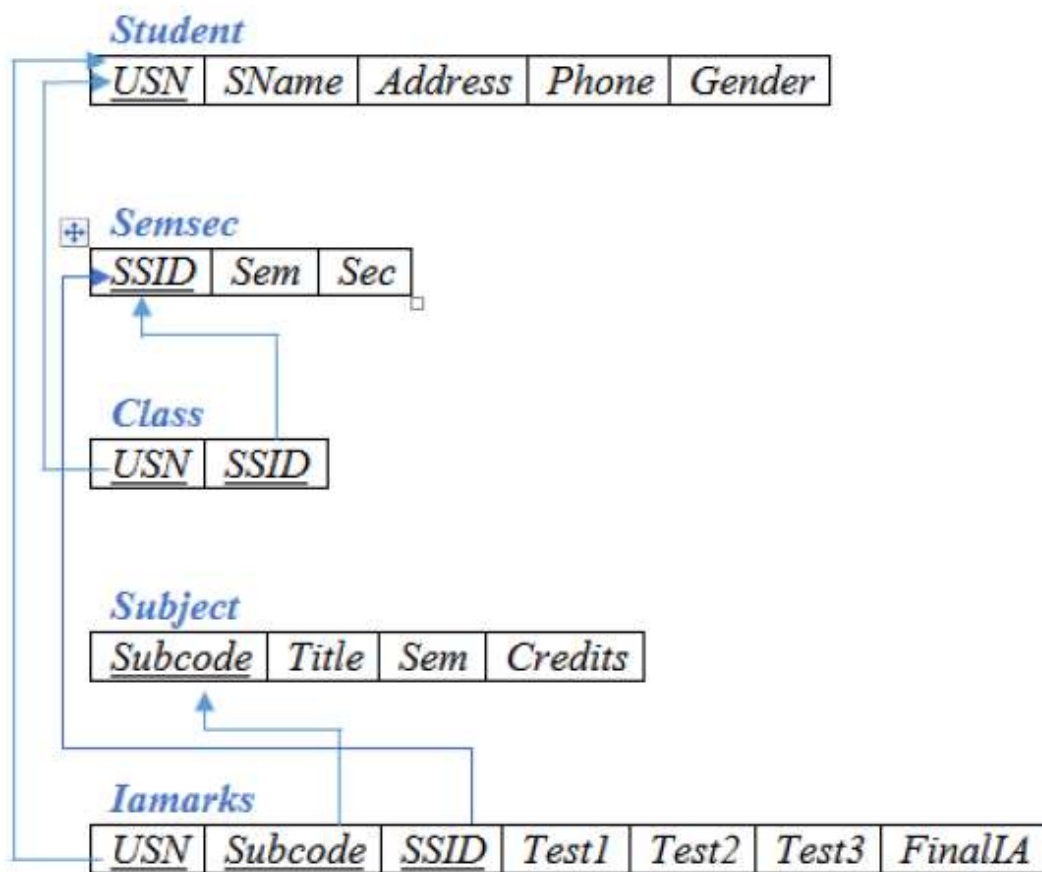 Student
USN SName Address Phone Gender
Semsec
SSID Sem Sec
Class
USN SSID
Subject
Subcode Title Sem Credits
Iamarks
USN Subcode SSID Test1 Test2 Test3 FinalIA